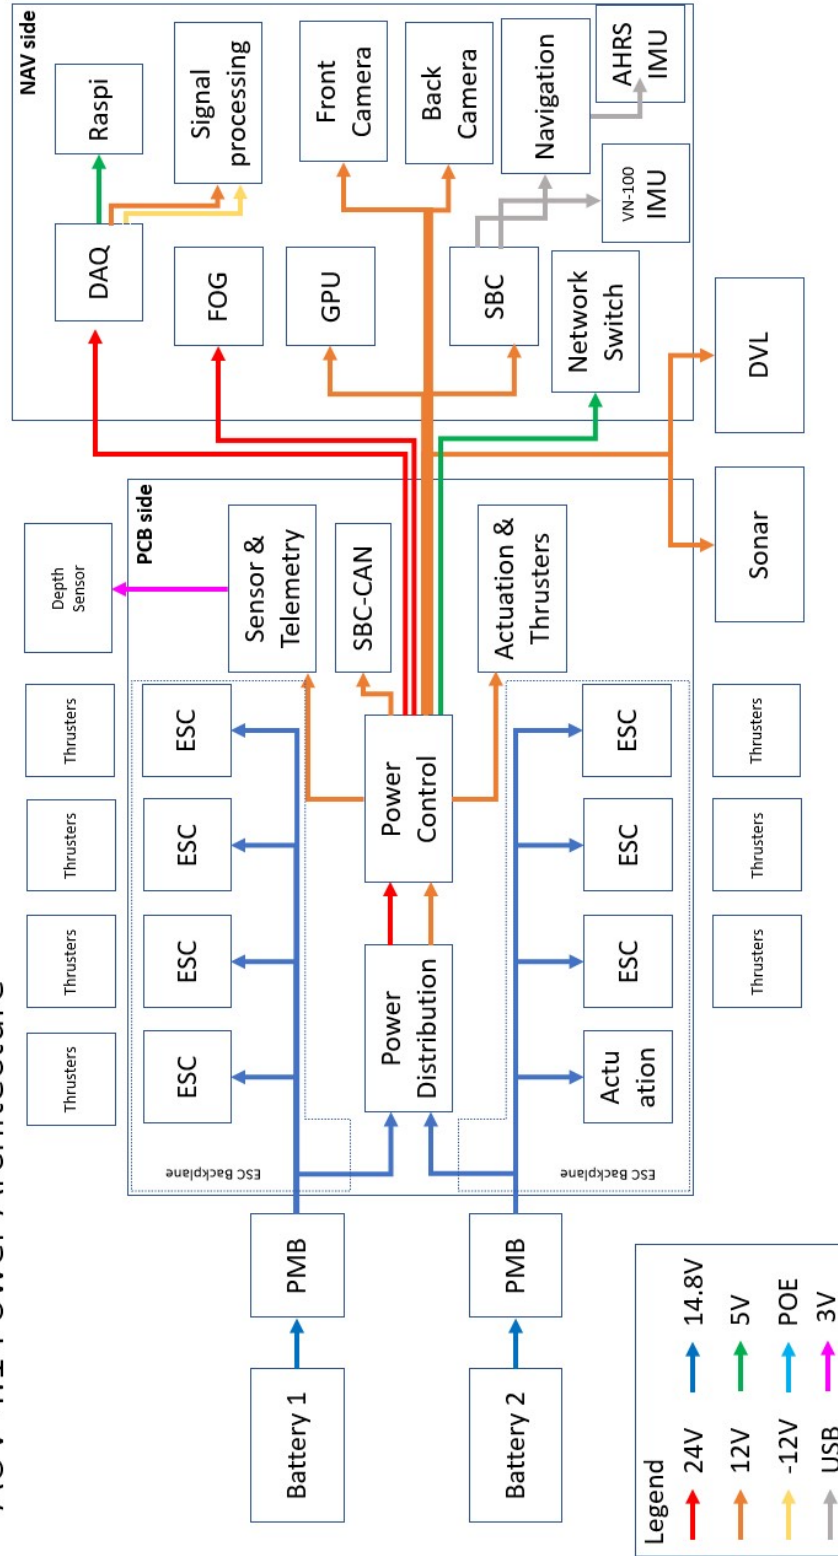 Power Architecture
NAV side
PCB side
Thrusters
Thrusters
Thrusters
Thrusters
Depth
Sensor
DAQ
Raspi
ESC
ESC
ESC
ESC
ESC Backplane
Sensor &
Telemetry
FOG
Signal
processing
Battery 1
PMB
SBC-CAN
GPU
Front
Camera
Power
Distribution
Power
Control
Back
Camera
Battery 2
PMB
Actuation &
Thrusters
SBC
Navigation
ESC Backplane
Actu
ation
ESC
ESC
ESC
Network
Switch
VN-100
IMU
AHRS
IMU
Thrusters
Thrusters
Thrusters
Sonar
DVL
Legend
24V
14.8V
12V
5V
-12V
POE
USB
3V